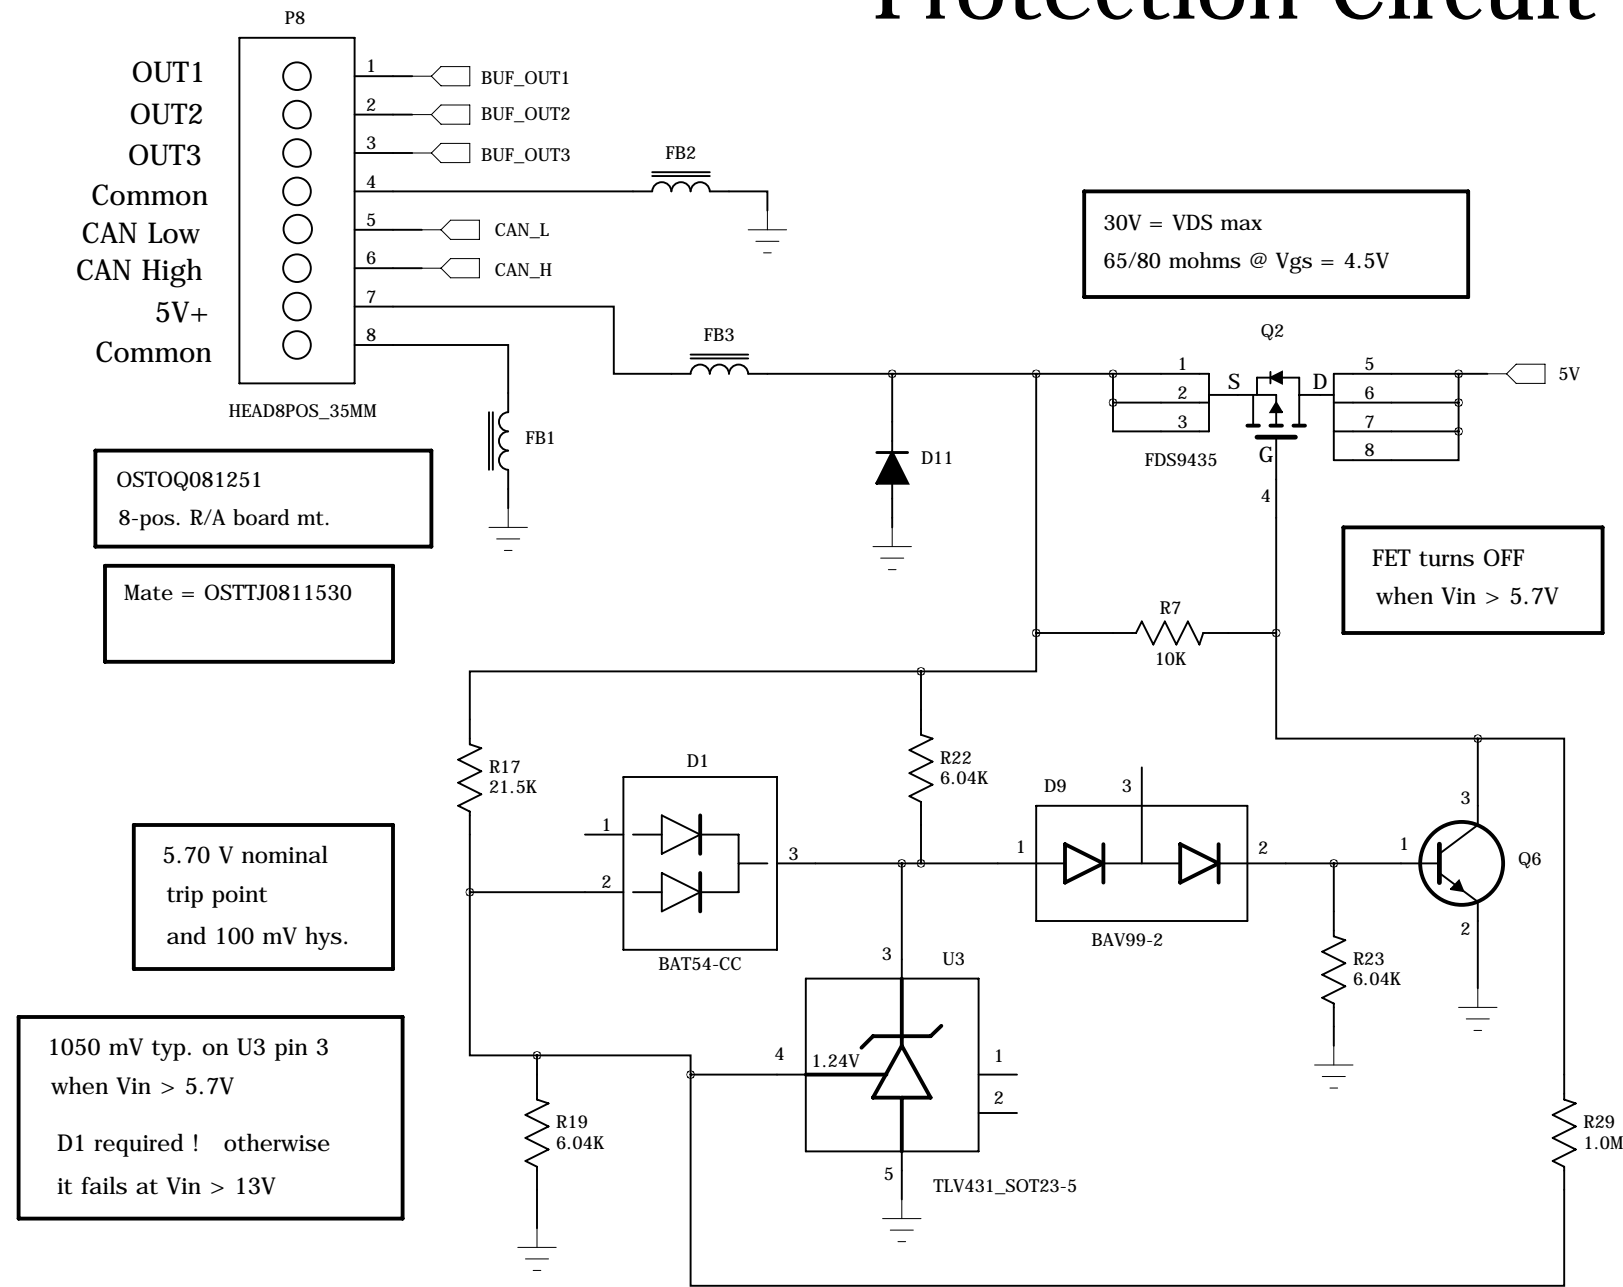 Protection Circuit
P8
OUT1
1
BUF_OUT1
OUT2
2
BUF_OUT2
OUT3
3
BUF_OUT3
Common
4
FB2
CAN Low
5
CAN_L
CAN High
6
CAN_H
5V+
7
Common
8
HEAD8POS_35MM
FB3
FB1
30V = VDS max
65/80 mohms @ Vgs = 4.5V
Q2
1
2
3
S
D
G
4
5
6
7
8
5V
FDS9435
D11
OSTOQ081251
8-pos. R/A board mt.
Mate = OSTTJ0811530
FET turns OFF
when Vin > 5.7V
R7
10K
R17
21.5K
D1
1
2
3
BAT54-CC
R22
6.04K
D9
3
1
2
BAV99-2
3
1
2
Q6
5.70 V nominal
trip point
and 100 mV hys.
R23
6.04K
3
U3
4
1.24V
1
2
5
TLV431_SOT23-5
1050 mV typ. on U3 pin 3
when Vin > 5.7V
D1 required ! otherwise
it fails at Vin > 13V
R19
6.04K
R29
1.0M